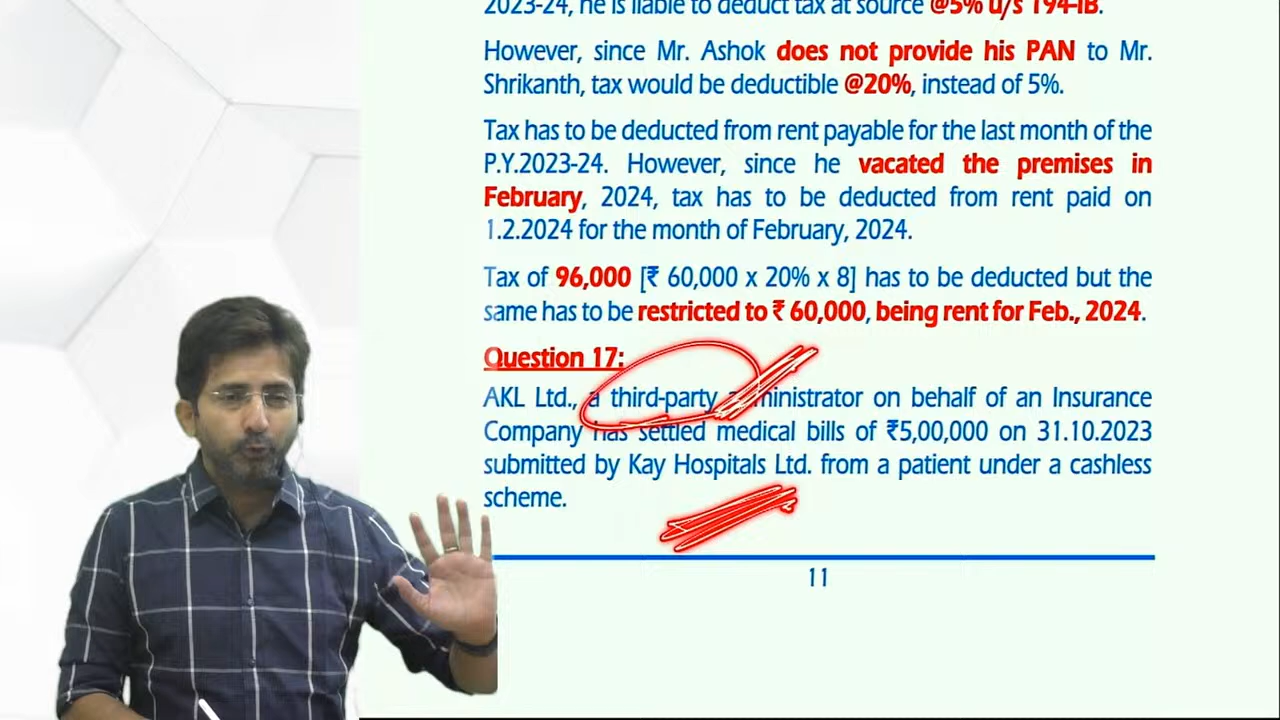 2023-24, he is liable to deduct tax at source @5% u/s 194-IB.
However, since Mr. Ashok does not provide his PAN to Mr.
Shrikanth, tax would be deductible @20%, instead of 5%.
Tax has to be deducted from rent payable for the last month of the
P.Y.2023-24. However, since he vacated the premises in
February, 2024, tax has to be deducted from rent paid on
1.2.2024 for the month of February, 2024.
Tax of 96,000 [₹ 60,000 x 20% x 8] has to be deducted but the
same has to be restricted to ₹ 60,000, being rent for Feb., 2024.
Question 17:
AKL Ltd., a third-party administrator on behalf of an Insurance
Company has settled medical bills of ₹5,00,000 on 31.10.2023
submitted by Kay Hospitals Ltd. from a patient under a cashless
scheme.
11